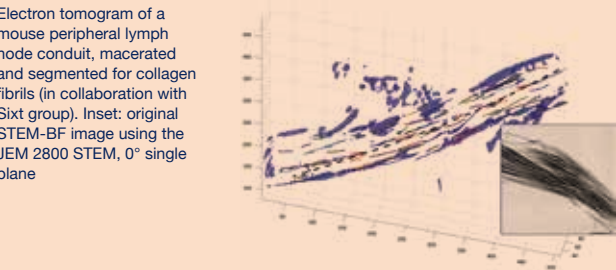 Electron tomogram of a
mouse peripheral lymph
node conduit, macerated
and segmented for collagen
fibrils (in collaboration with
Sixt group). Inset: original
STEM-BF image using the
JEM 2800 STEM, 0° single
plane